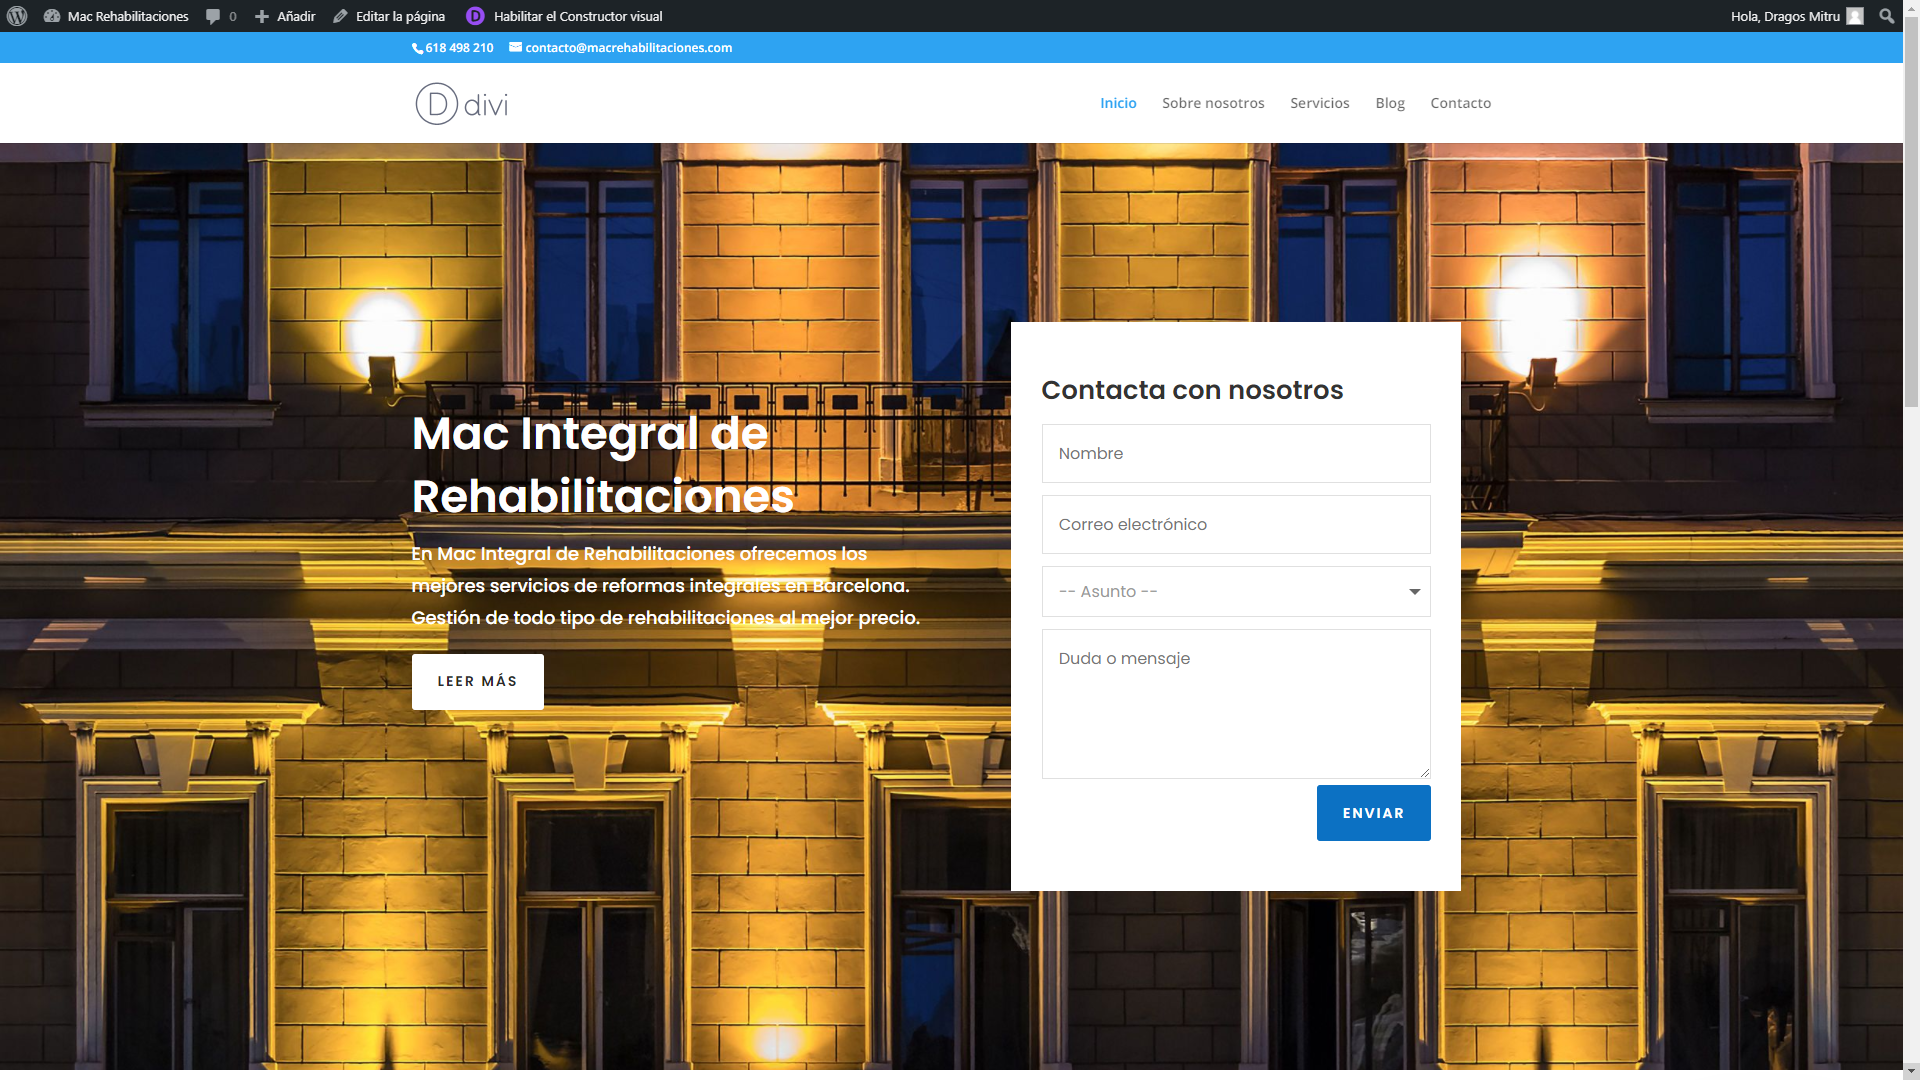 Mac Rehabilitaciones 0 Añadir Editar la página Habilitar el Constructor visual Hola, Dragos Mitru
618 498 210 contacto@macrehabilitaciones.com
D divi Inicio Sobre nosotros Servicios Blog Contacto
Mac Integral de
Rehabilitaciones
En Mac Integral de Rehabilitaciones ofrecemos los
mejores servicios de reformas integrales en Barcelona.
Gestión de todo tipo de rehabilitaciones al mejor precio.
LEER MÁS
Contacta con nosotros
Nombre
Correo electrónico
-- Asunto --
Duda o mensaje
ENVIAR